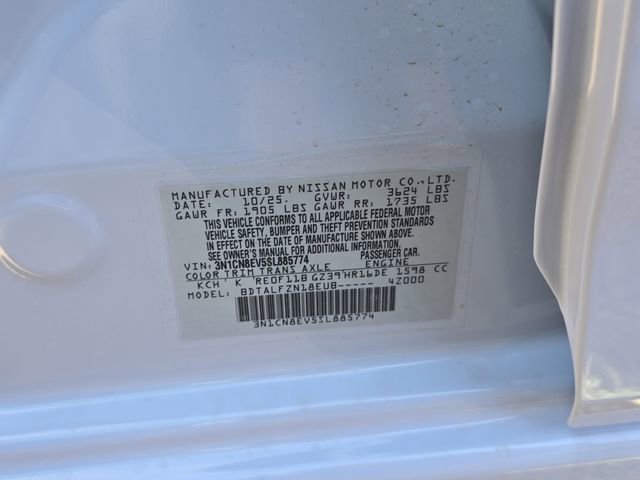 MANUFACTURED BY NISSAN MOTOR CO.,LTD.
DATE: 10/25. GVWR: 3624 LBS
GAWR FR: 1905 LBS GAWR RR: 1735 LBS
THIS VEHICLE CONFORMS TO ALL APPLICABLE FEDERAL MOTOR
VEHICLE SAFETY, BUMPER AND THEFT PREVENTION STANDARDS
IN EFFECT ON THE DATE OF MANUFACTURE SHOWN ABOVE.
SEE OWNER'S MANUAL FOR ADDITIONAL INFORMATION.
VIN: 3N1CN8EV5SL885774 PASSENGER CAR
COLOR TRIM TRANS AXLE ENGINE
KCH K RE0F11B GZ39 HR16DE 1598 CC
MODEL: BDTALFZN18EUB----- 4Z000
3N1CN8EV5SL885774